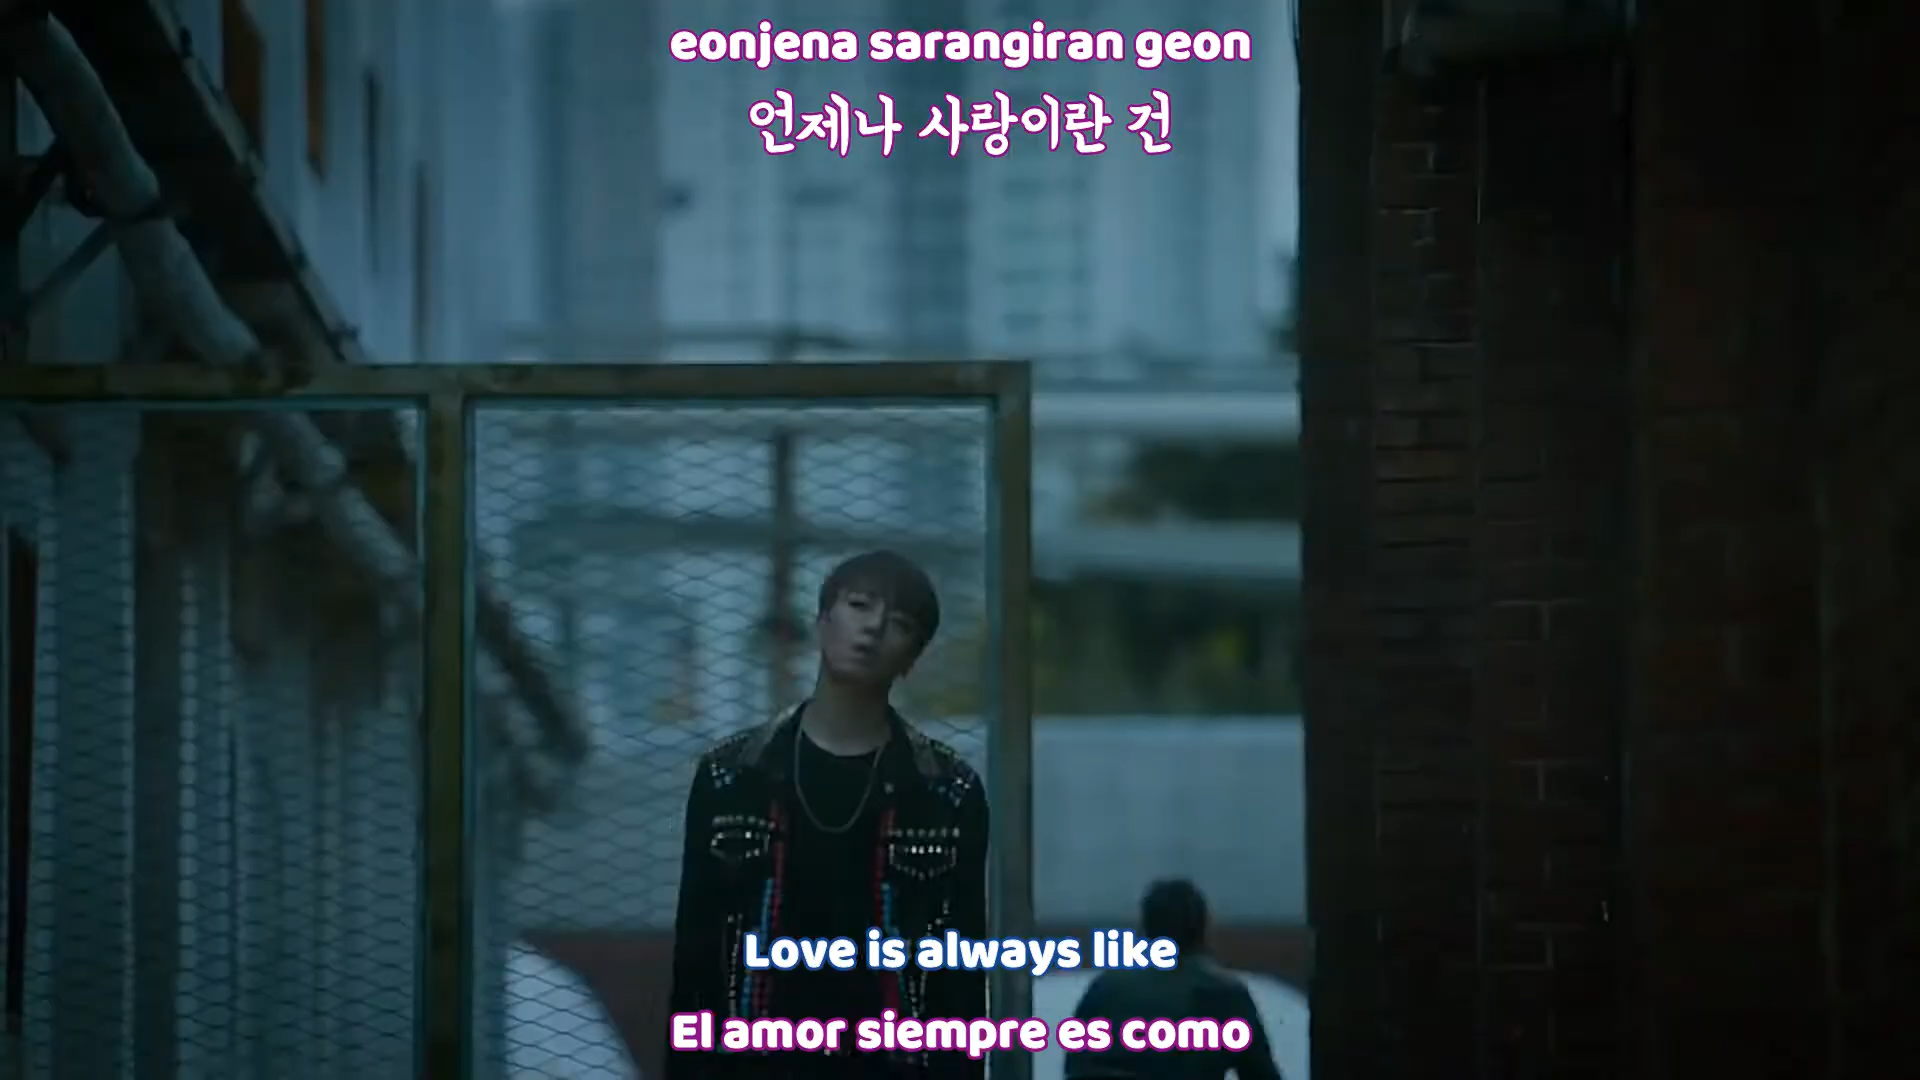 eonjena sarangiran geon
언제나 사랑이란 건
Love is always like
El amor siempre es como